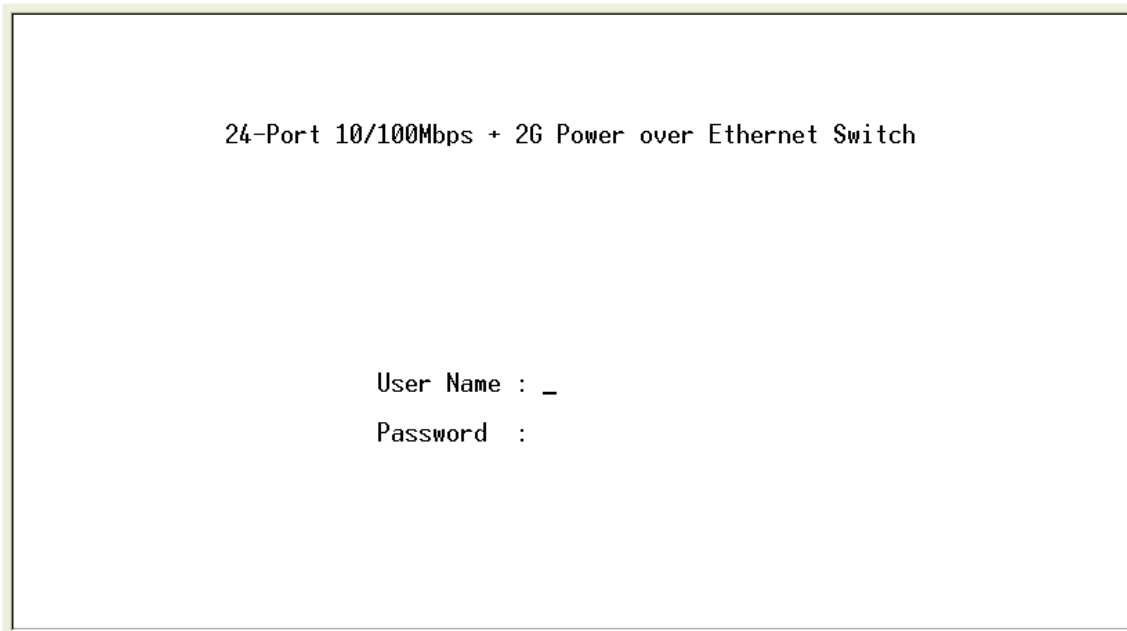 24-Port 10/100Mbps + 2G Power over Ethernet Switch
User Name : _
Password  :